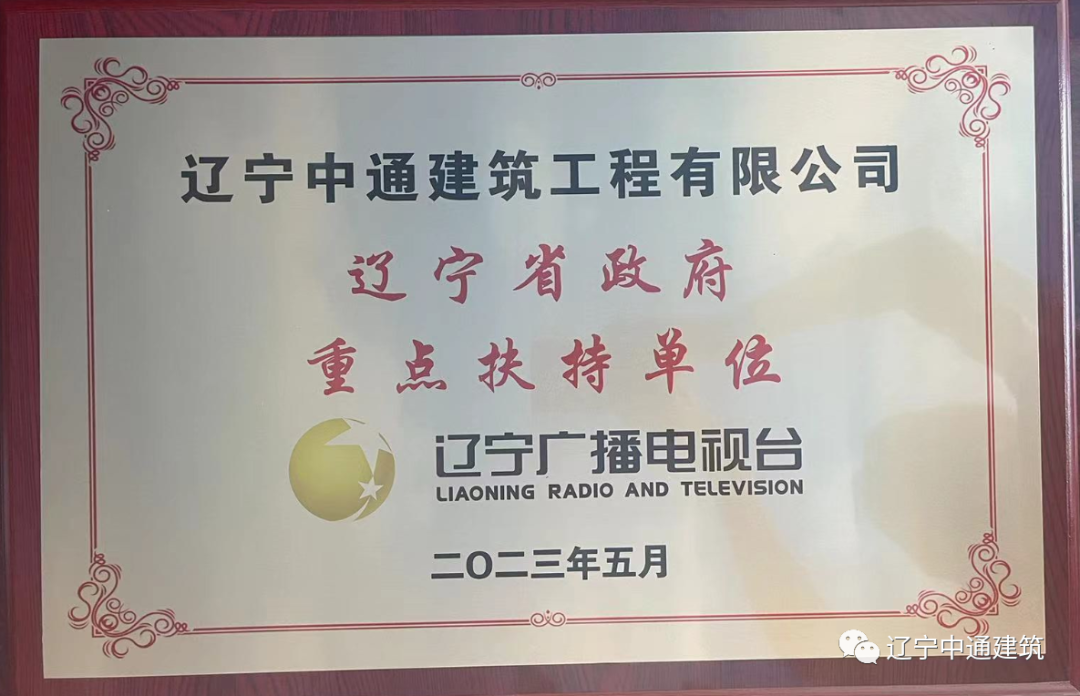 辽宁中通建筑工程有限公司
辽宁省政府
重点扶持单位
辽宁广播电视台
LIAONING RADIO AND TELEVISION
二〇二三年五月
辽宁中通建筑